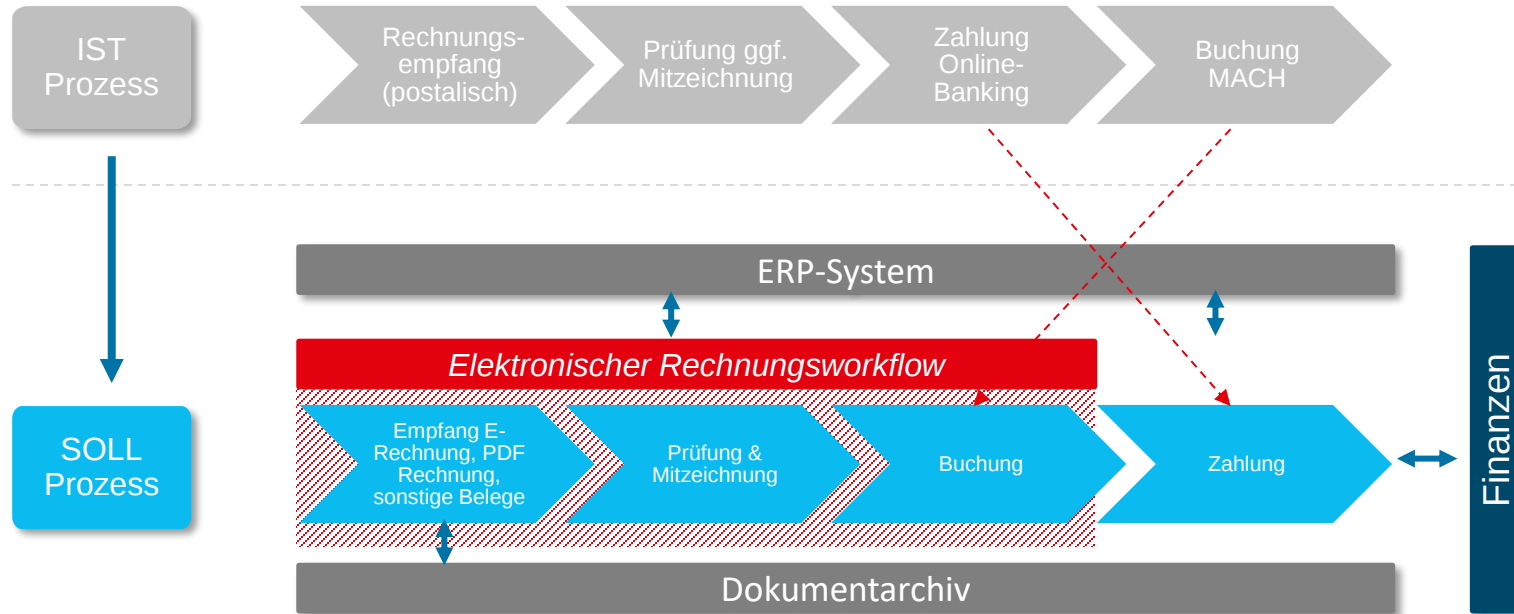 IST
Prozess
Rechnungs-
empfang
(postalisch)
Prüfung ggf.
Mitzeichnung
Zahlung
Online-
Banking
Buchung
MACH
ERP-System
Elektronischer Rechnungsworkflow
SOLL
Prozess
Empfang E-
Rechnung, PDF
Rechnung,
sonstige Belege
Prüfung &
Mitzeichnung
Buchung
Zahlung
Finanzen
Dokumentarchiv